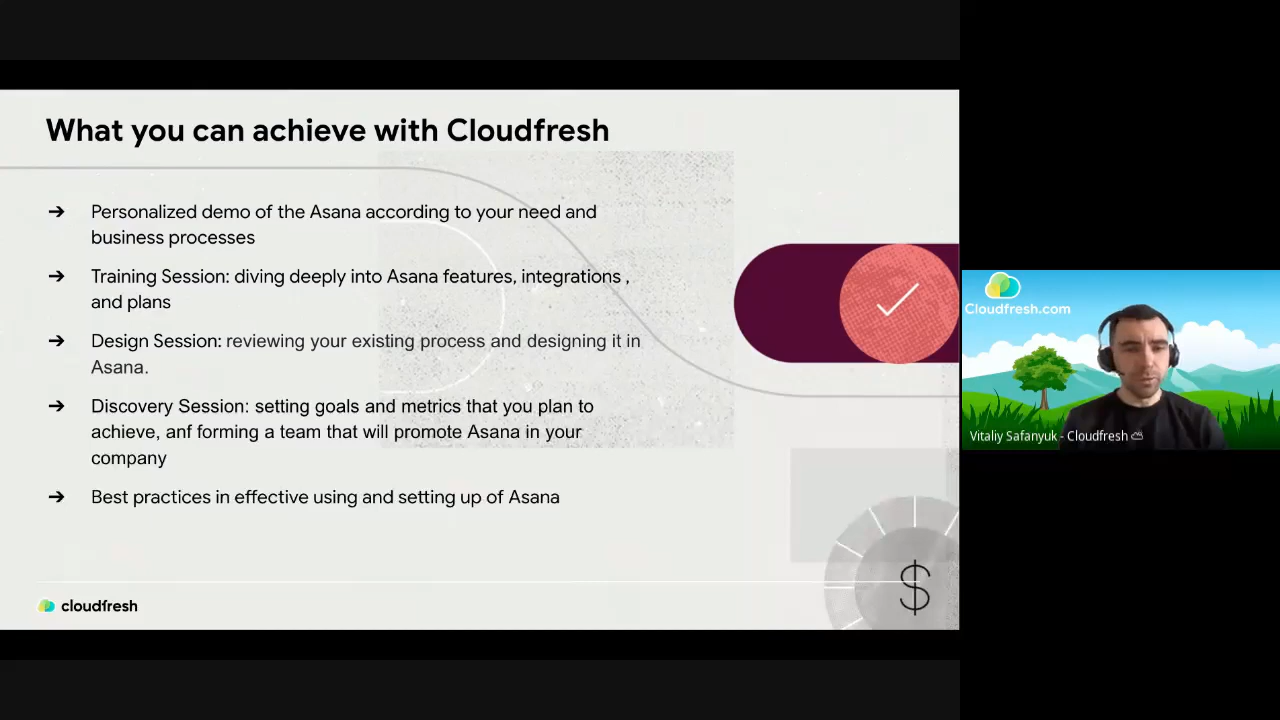 What you can achieve with Cloudfresh
➔ Personalized demo of the Asana according to your need and
business processes
➔ Training Session: diving deeply into Asana features, integrations ,
and plans
➔ Design Session: reviewing your existing process and designing it in
Asana.
➔ Discovery Session: setting goals and metrics that you plan to
achieve, anf forming a team that will promote Asana in your
company
➔ Best practices in effective using and setting up of Asana
$
cloudfresh
Cloudfresh.com
Vitaliy Safanyuk - Cloudfresh